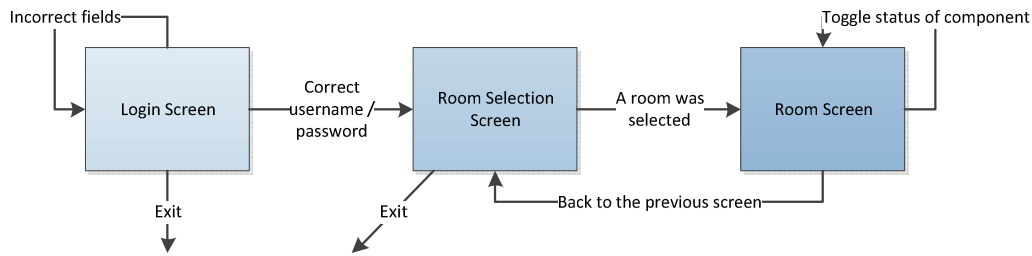 Incorrect fields
Toggle status of component
Login Screen
Correct
username /
password
Room Selection
Screen
A room was
selected
Room Screen
Exit
Exit
Back to the previous screen